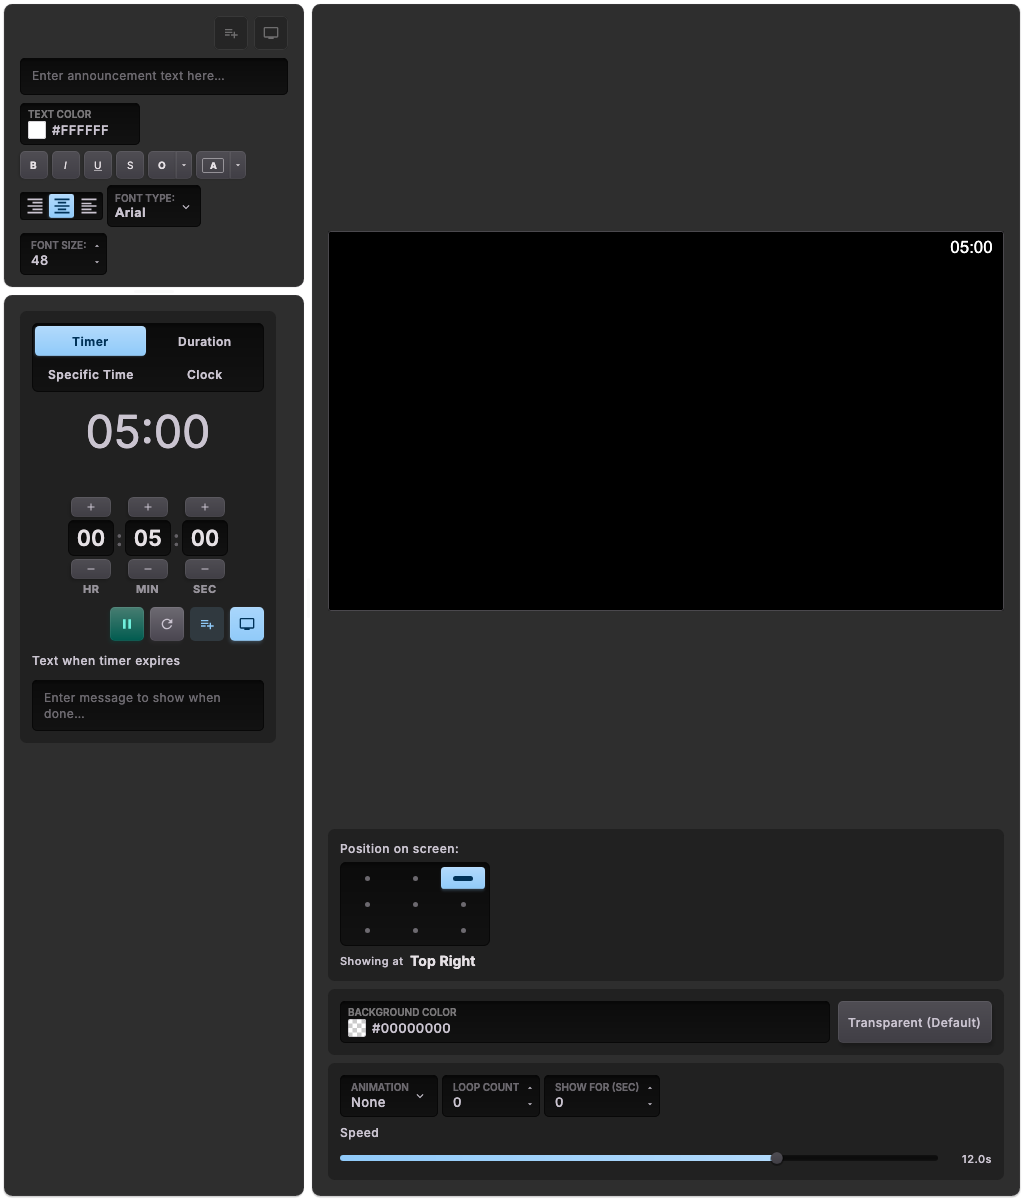 Enter announcement text here...
TEXT COLOR
#FFFFFF
B I U S O A
FONT TYPE:
Arial
FONT SIZE:
48
Timer Duration
Specific Time Clock
05:00
+ + +
00 : 05 : 00
− − −
HR MIN SEC
Text when timer expires
Enter message to show when
done...
05:00
Position on screen:
Showing at Top Right
BACKGROUND COLOR
#00000000
Transparent (Default)
ANIMATION
None
LOOP COUNT
0
SHOW FOR (SEC)
0
Speed
12.0s